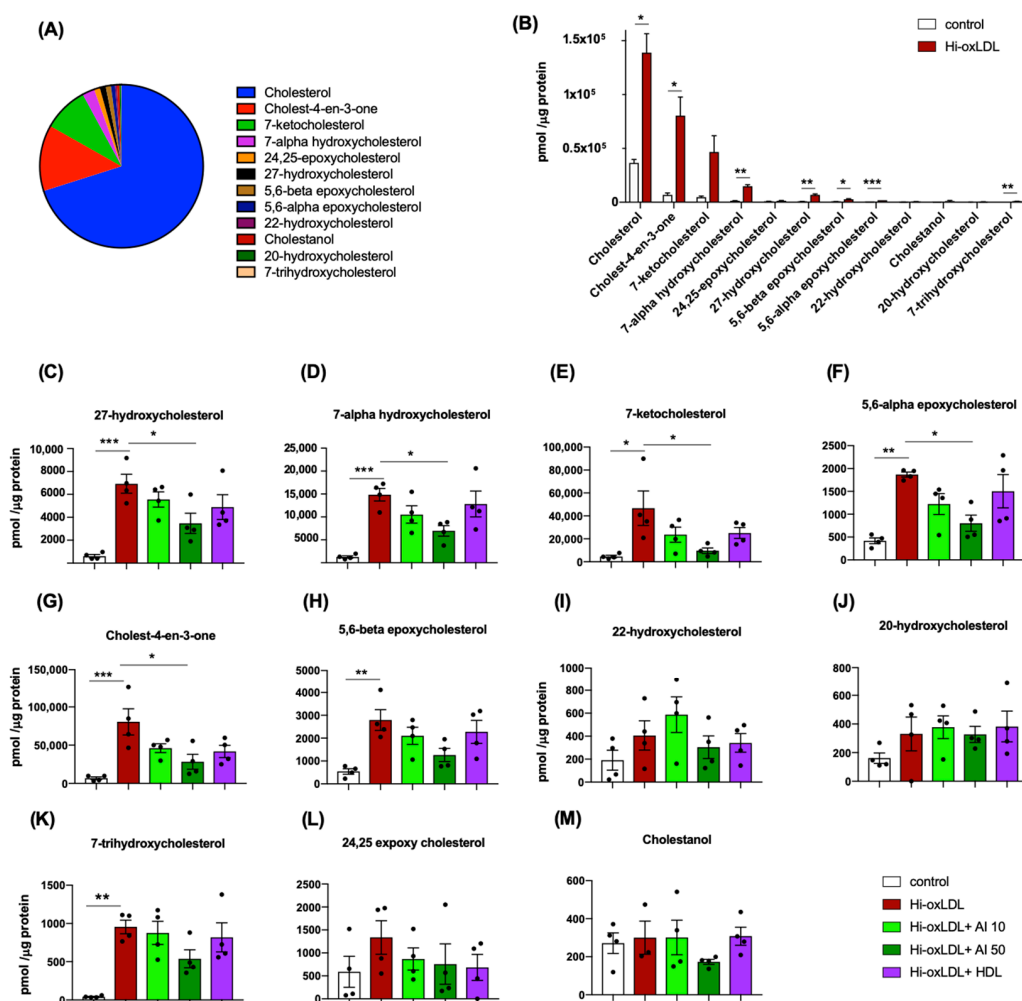 (A)
Cholesterol
Cholest-4-en-3-one
7-ketocholesterol
7-alpha hydroxycholesterol
24,25-epoxycholesterol
27-hydroxycholesterol
5,6-beta epoxycholesterol
5,6-alpha epoxycholesterol
22-hydroxycholesterol
Cholestanol
20-hydroxycholesterol
7-trihydroxycholesterol
(B)
control
Hi-oxLDL
pmol /µg protein
1.5x10⁵
1x10⁵
0.5x10⁵
0
* * ** ** * *** **
Cholesterol
Cholest-4-en-3-one
7-ketocholesterol
7-alpha hydroxycholesterol
24,25-epoxycholesterol
27-hydroxycholesterol
5,6-beta epoxycholesterol
5,6-alpha epoxycholesterol
22-hydroxycholesterol
Cholestanol
20-hydroxycholesterol
7-trihydroxycholesterol
(C)
27-hydroxycholesterol
pmol /µg protein
10,000
8000
6000
4000
2000
*** *
(D)
7-alpha hydroxycholesterol
25,000
20,000
15,000
10,000
5000
*** *
(E)
7-ketocholesterol
100,000
80,000
60,000
40,000
20,000
0
* *
(F)
5,6-alpha epoxycholesterol
2500
2000
1500
1000
500
0
** *
(G)
Cholest-4-en-3-one
pmol /µg protein
150,000
100,000
50,000
0
*** *
(H)
5,6-beta epoxycholesterol
5000
4000
3000
2000
1000
0
**
(I)
22-hydroxycholesterol
1000
800
600
400
200
0
(J)
20-hydroxycholesterol
800
600
400
200
0
(K)
7-trihydroxycholesterol
pmol /µg protein
1500
1000
500
0
**
(L)
24,25 expoxy cholesterol
2500
2000
1500
1000
500
0
(M)
Cholestanol
600
400
200
0
control
Hi-oxLDL
Hi-oxLDL+ AI 10
Hi-oxLDL+ AI 50
Hi-oxLDL+ HDL